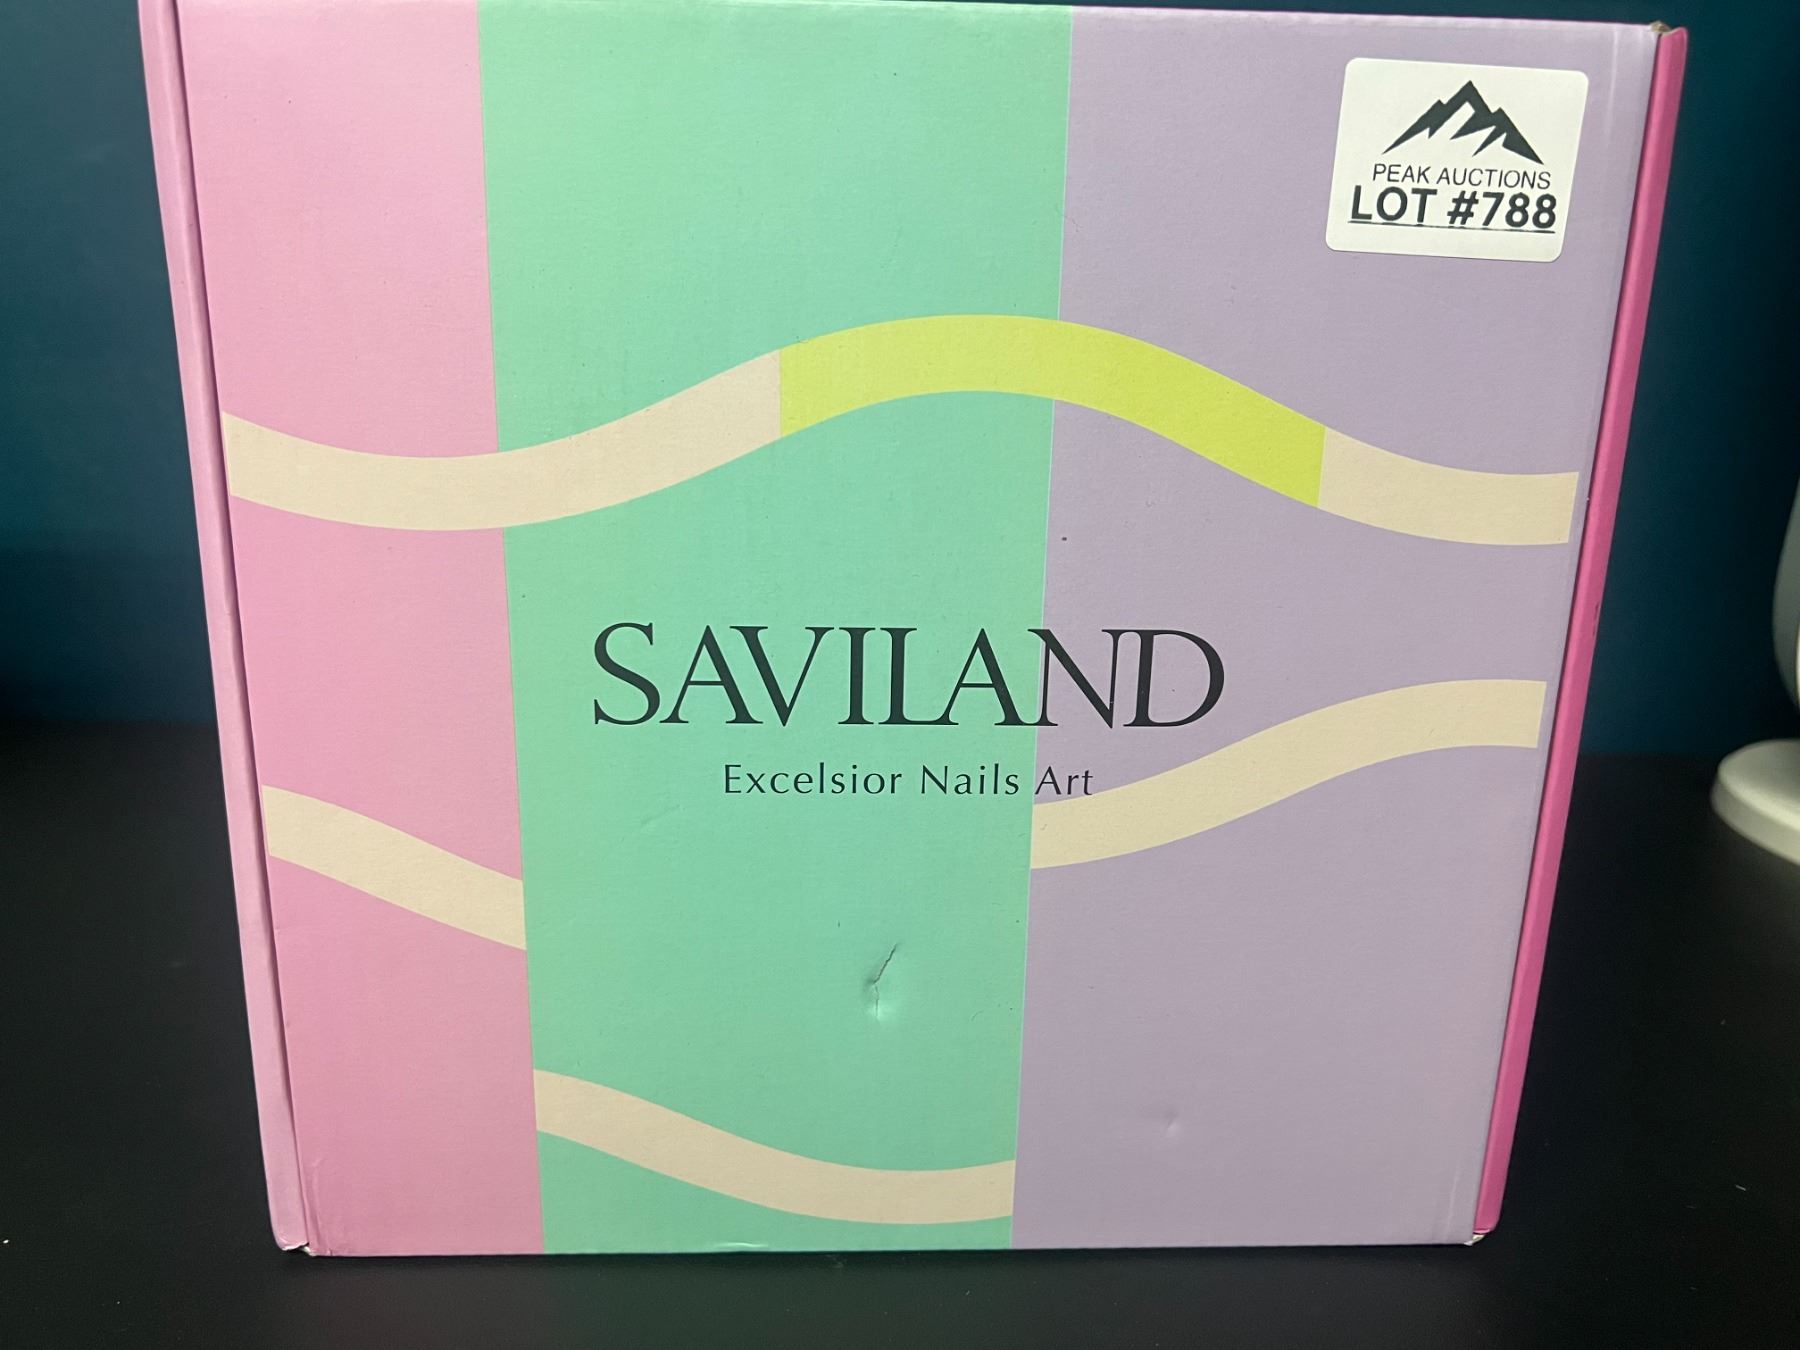 PEAK AUCTIONS
LOT #788
SAVILAND
Excelsior Nails Art